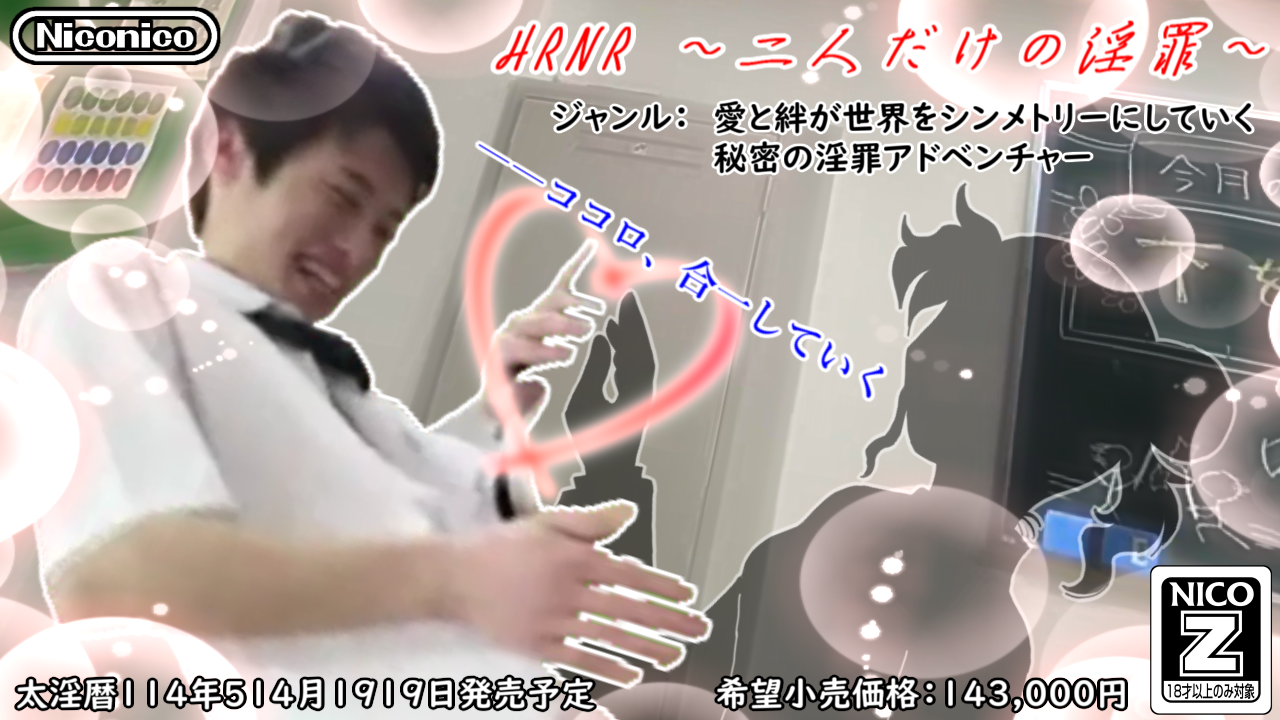 Niconico
HRNR ～二人だけの淫罪～
ジャンル： 愛と絆が世界をシンメトリーにしていく
秘密の淫罪アドベンチャー
――ココロ、合一していく
今月
下
NICO
Z
18才以上のみ対象
太淫暦114年514月1919日発売予定
希望小売価格：143,000円